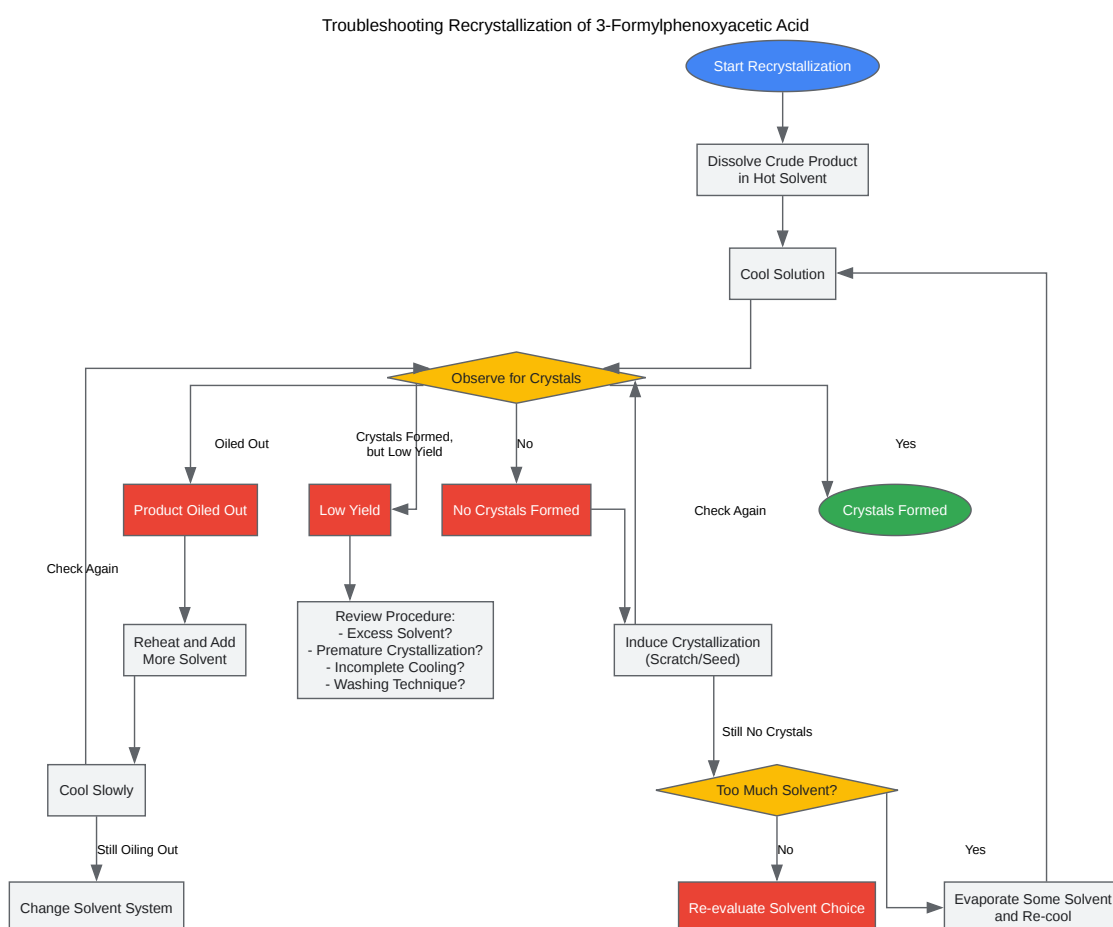 Troubleshooting Recrystallization of 3-Formylphenoxyacetic Acid
Start Recrystallization
Dissolve Crude Product
in Hot Solvent
Cool Solution
Observe for Crystals
Oiled Out
Crystals Formed,
but Low Yield
No
Yes
Product Oiled Out
Low Yield
No Crystals Formed
Check Again
Crystals Formed
Check Again
Reheat and Add
More Solvent
Review Procedure:
- Excess Solvent?
- Premature Crystallization?
- Incomplete Cooling?
- Washing Technique?
Induce Crystallization
(Scratch/Seed)
Still No Crystals
Cool Slowly
Too Much Solvent?
Still Oiling Out
No
Yes
Change Solvent System
Re-evaluate Solvent Choice
Evaporate Some Solvent
and Re-cool